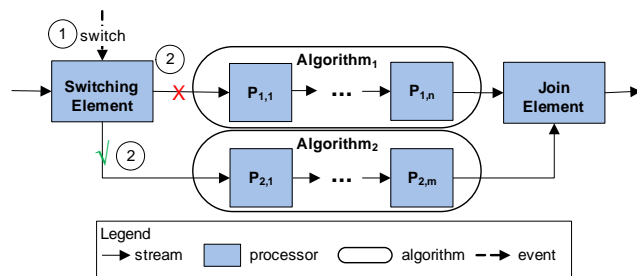 1 switch
2
Switching
Element
Algorithm1
P1,1 ... P1,n
Join
Element
2
Algorithm2
P2,1 ... P2,m
Legend
stream processor algorithm event